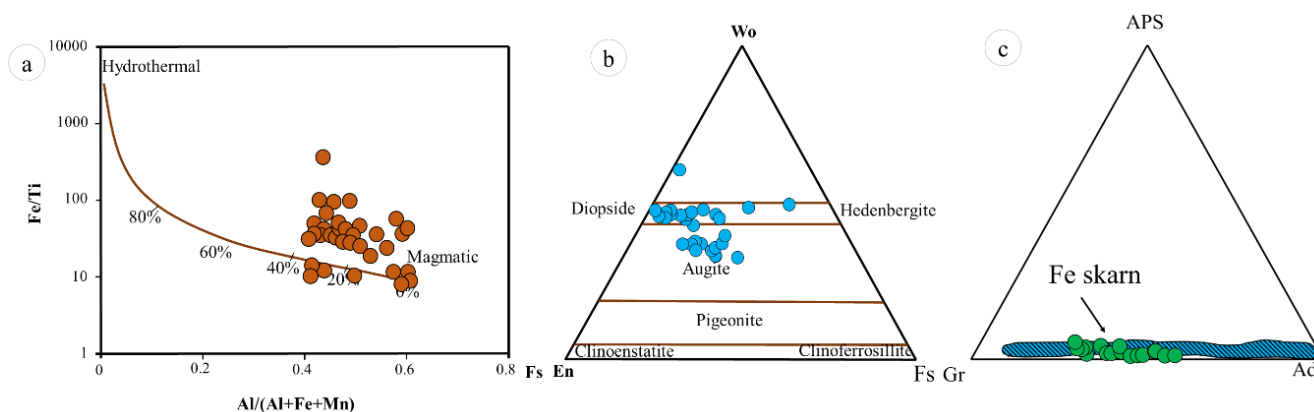 a
10000
1000
100
10
1
Fe/Ti
Hydrothermal
80%
60%
40%
20%
0%
Magmatic
0
0.2
0.4
0.6
0.8
Al/(Al+Fe+Mn)
b
Wo
Diopside
Hedenbergite
Augite
Pigeonite
Clinoenstatite
Clinoferrosillite
Fs En
Fs
c
APS
Fe skarn
Gr
Ad